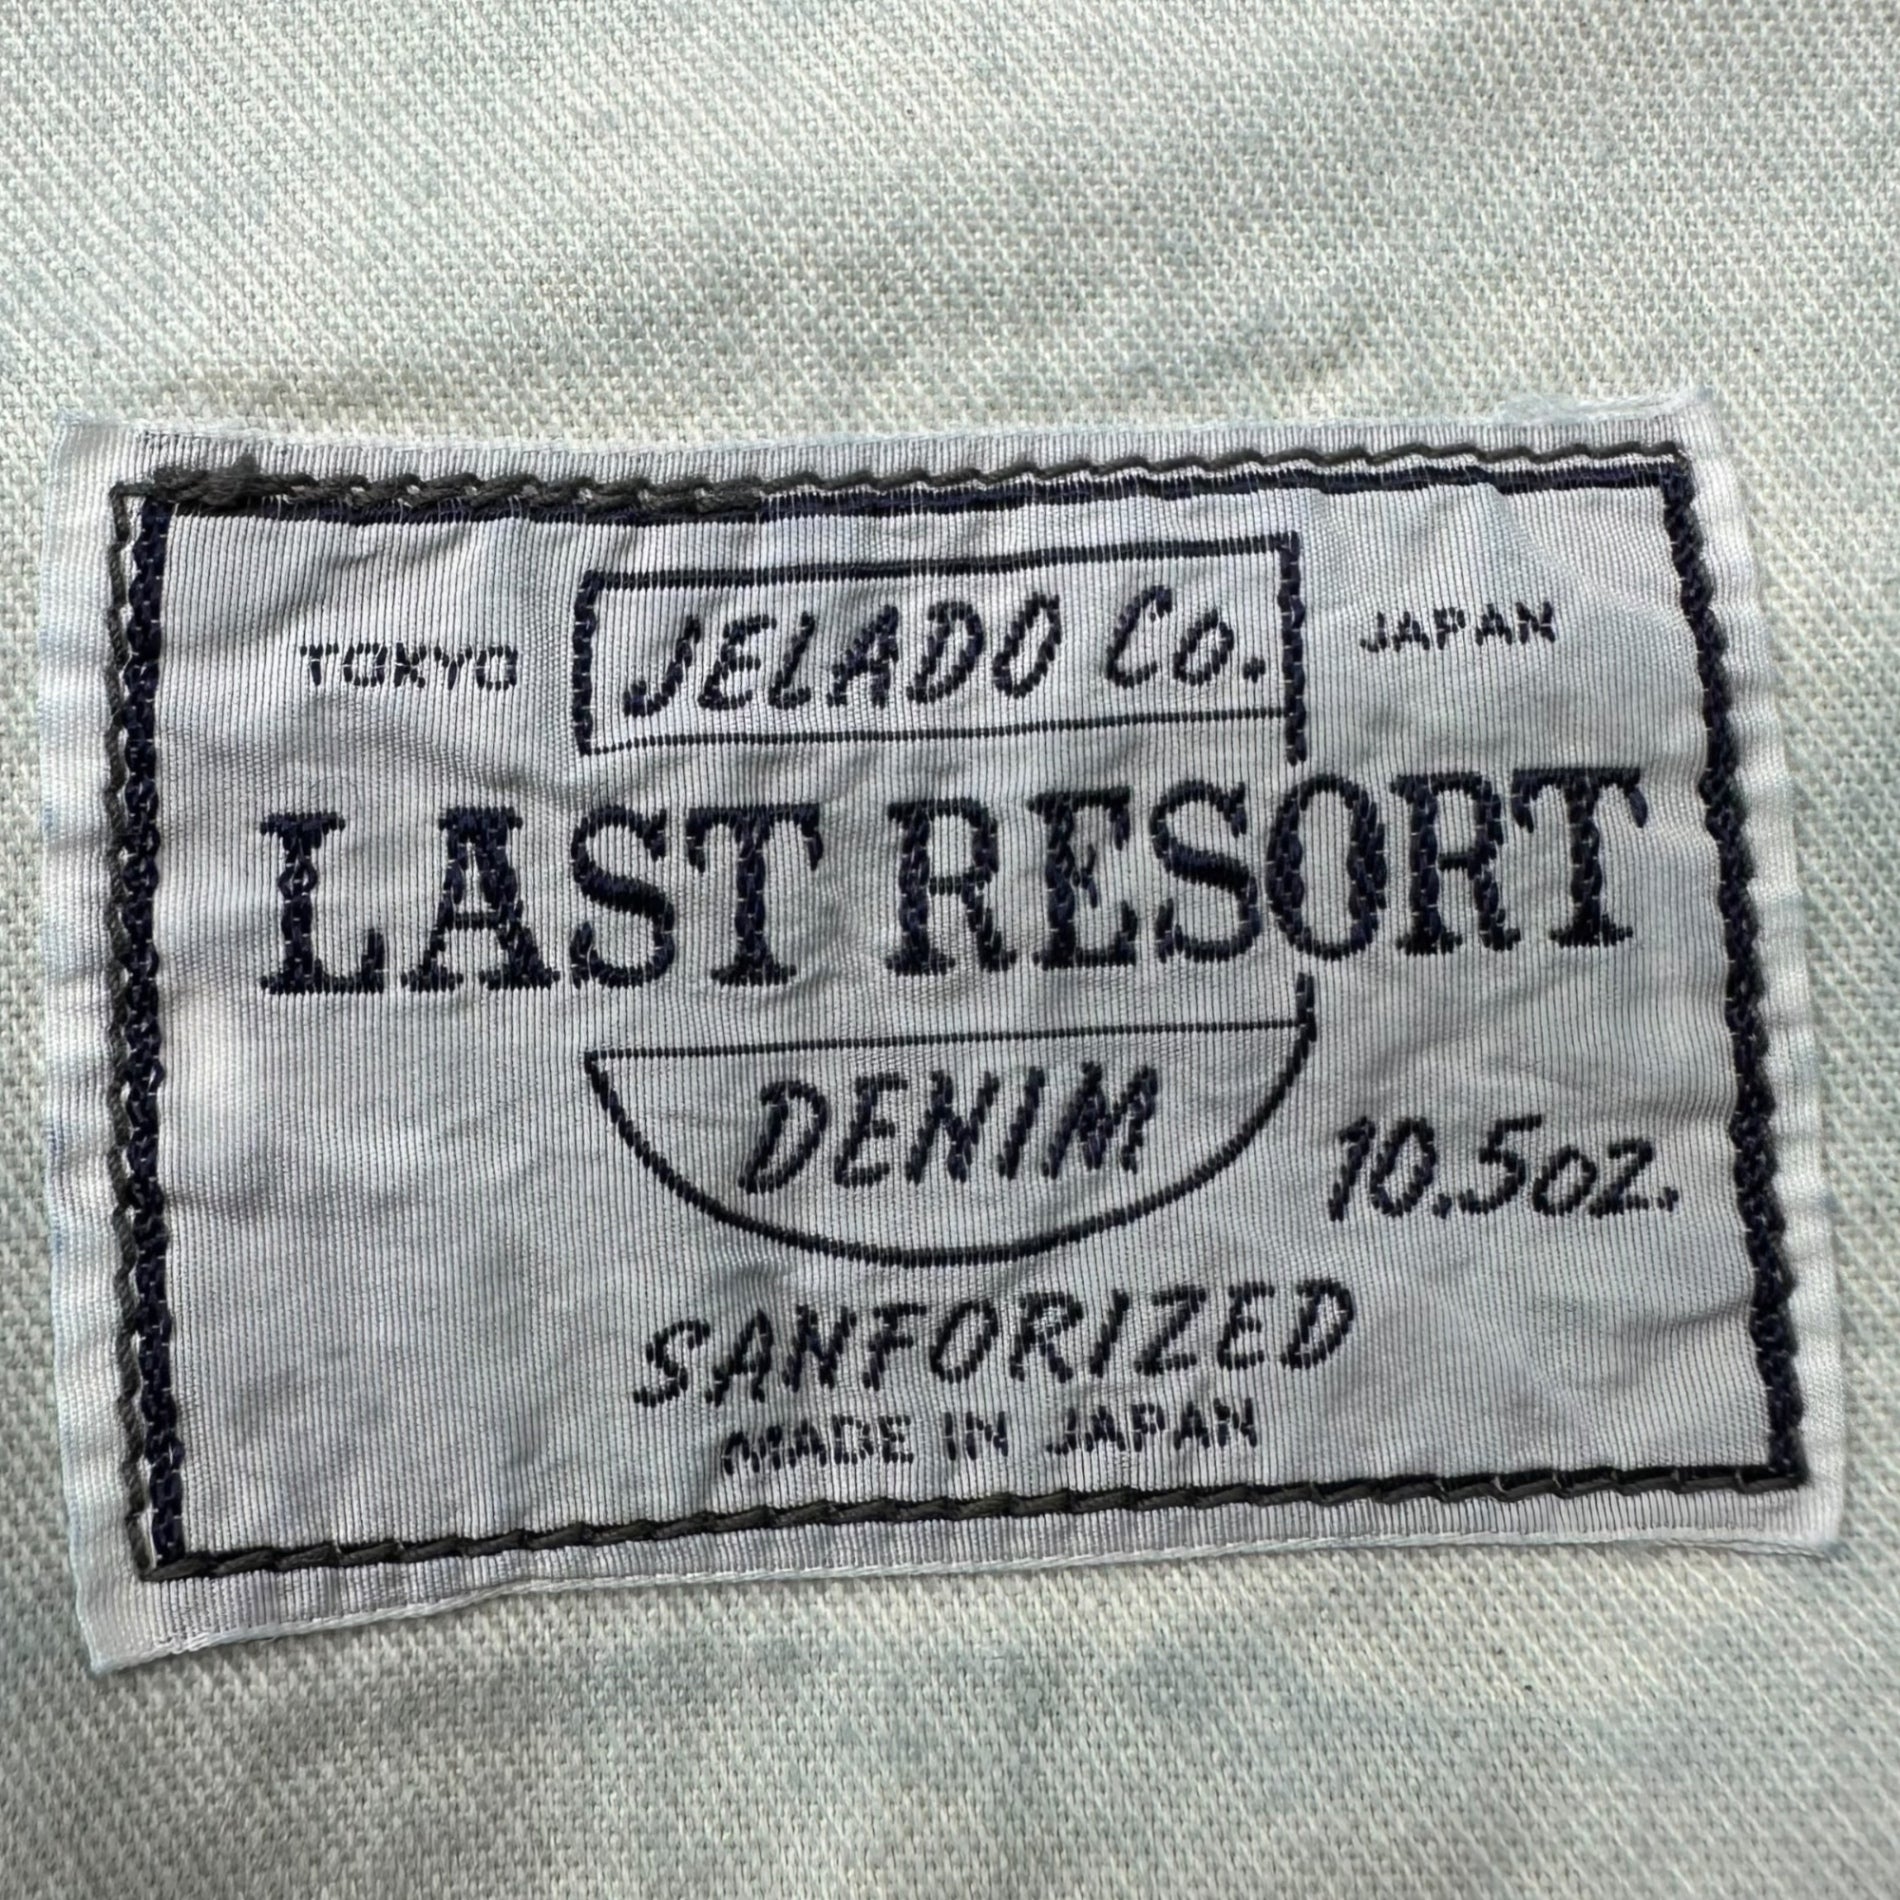 TOKYO JELADO Co. JAPAN
LAST RESORT
DENIM
10.5oz.
SANFORIZED
MADE IN JAPAN